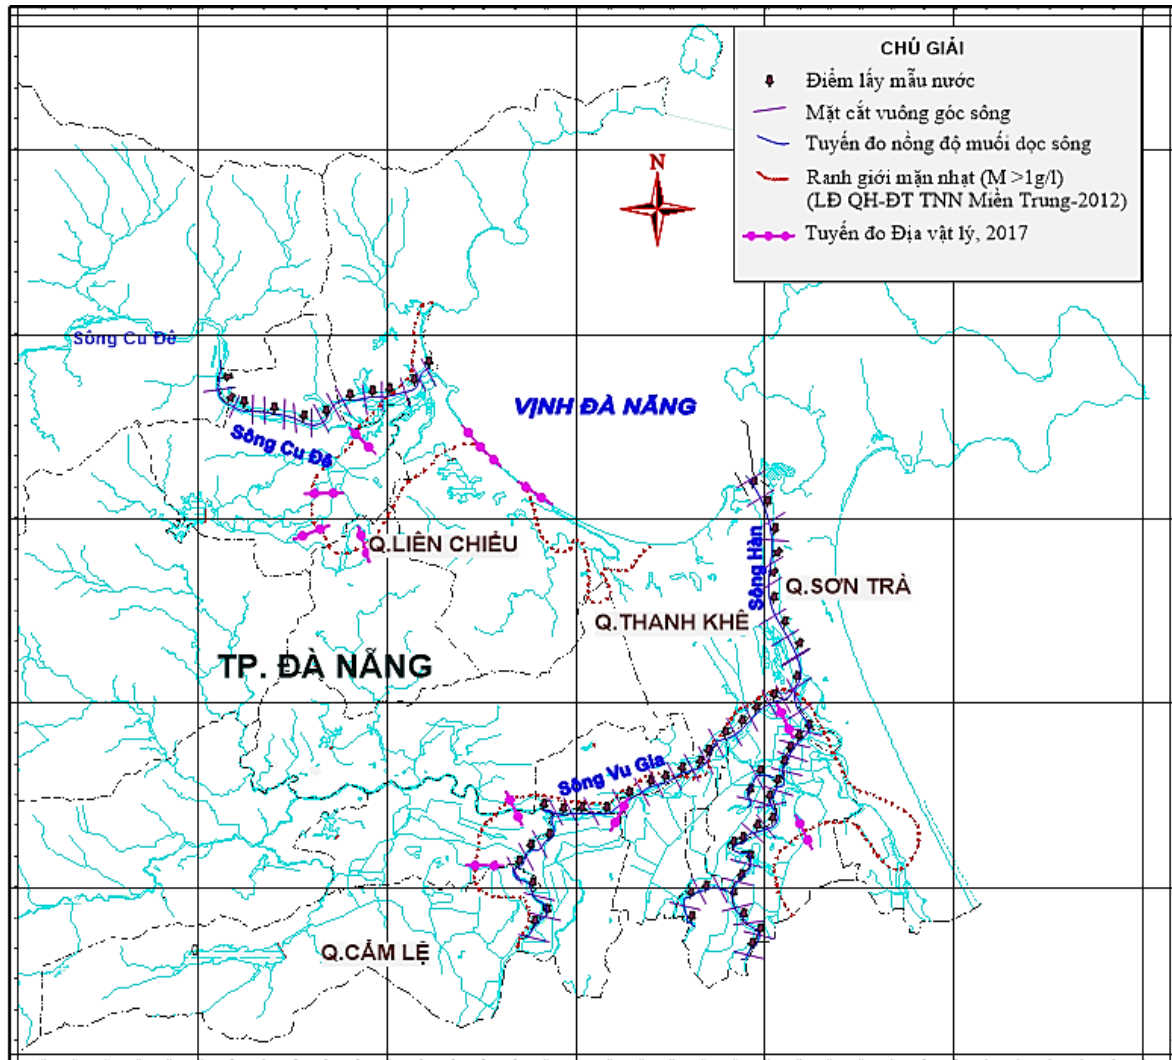 CHÚ GIẢI
Điểm lấy mẫu nước
Mặt cắt vuông góc sông
Tuyến đo nồng độ muối dọc sông
Ranh giới mặn nhạt (M >1g/l)
(LĐ QH-ĐT TNN Miền Trung-2012)
Tuyến đo Địa vật lý, 2017
N
Sông Cu Đê
VỊNH ĐÀ NẴNG
Sông Cu Đê
Q.LIÊN CHIỂU
Sông Hàn
Q.SƠN TRÀ
Q.THANH KHÊ
TP. ĐÀ NẴNG
Sông Vu Gia
Q.CẨM LỆ